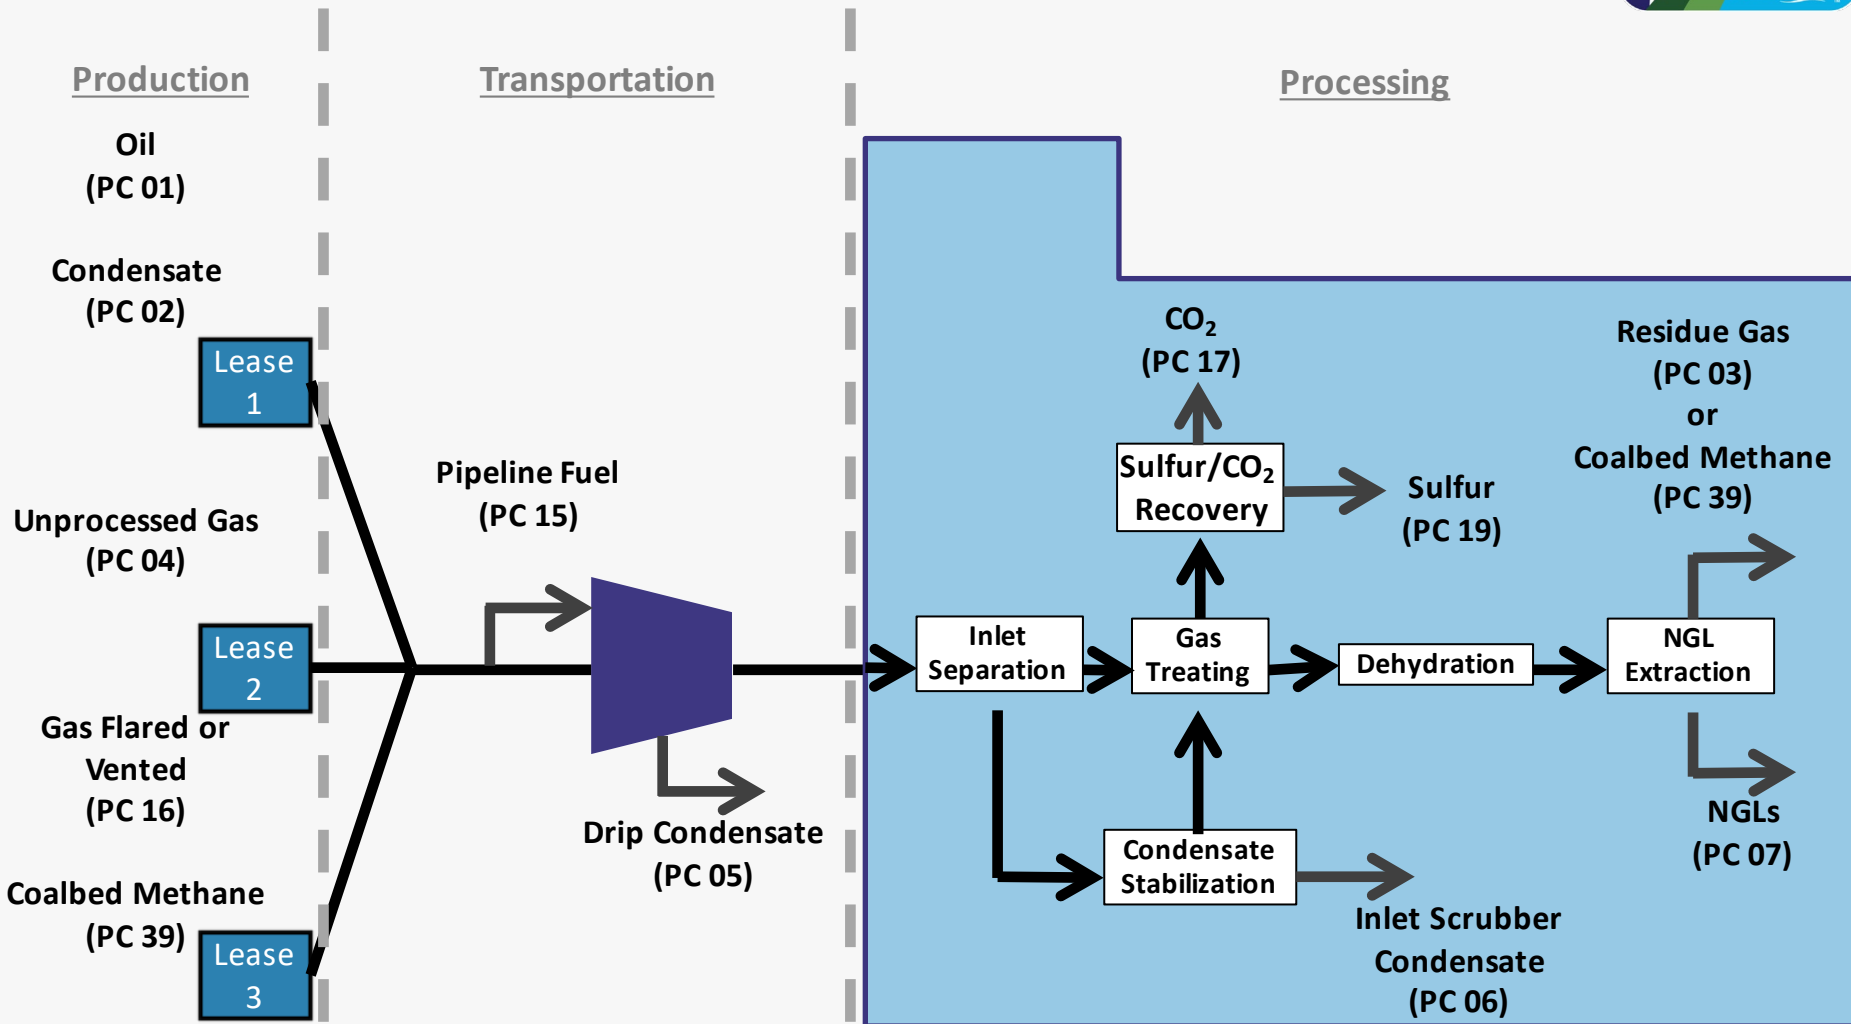 Production
Transportation
Processing
Oil
(PC 01)
Condensate
(PC 02)
Lease
1
Unprocessed Gas
(PC 04)
Lease
2
Gas Flared or
Vented
(PC 16)
Coalbed Methane
(PC 39)
Lease
3
Pipeline Fuel
(PC 15)
Drip Condensate
(PC 05)
CO₂
(PC 17)
Sulfur/CO₂
Recovery
Sulfur
(PC 19)
Residue Gas
(PC 03)
or
Coalbed Methane
(PC 39)
Inlet
Separation
Gas
Treating
Dehydration
NGL
Extraction
NGLs
(PC 07)
Condensate
Stabilization
Inlet Scrubber
Condensate
(PC 06)